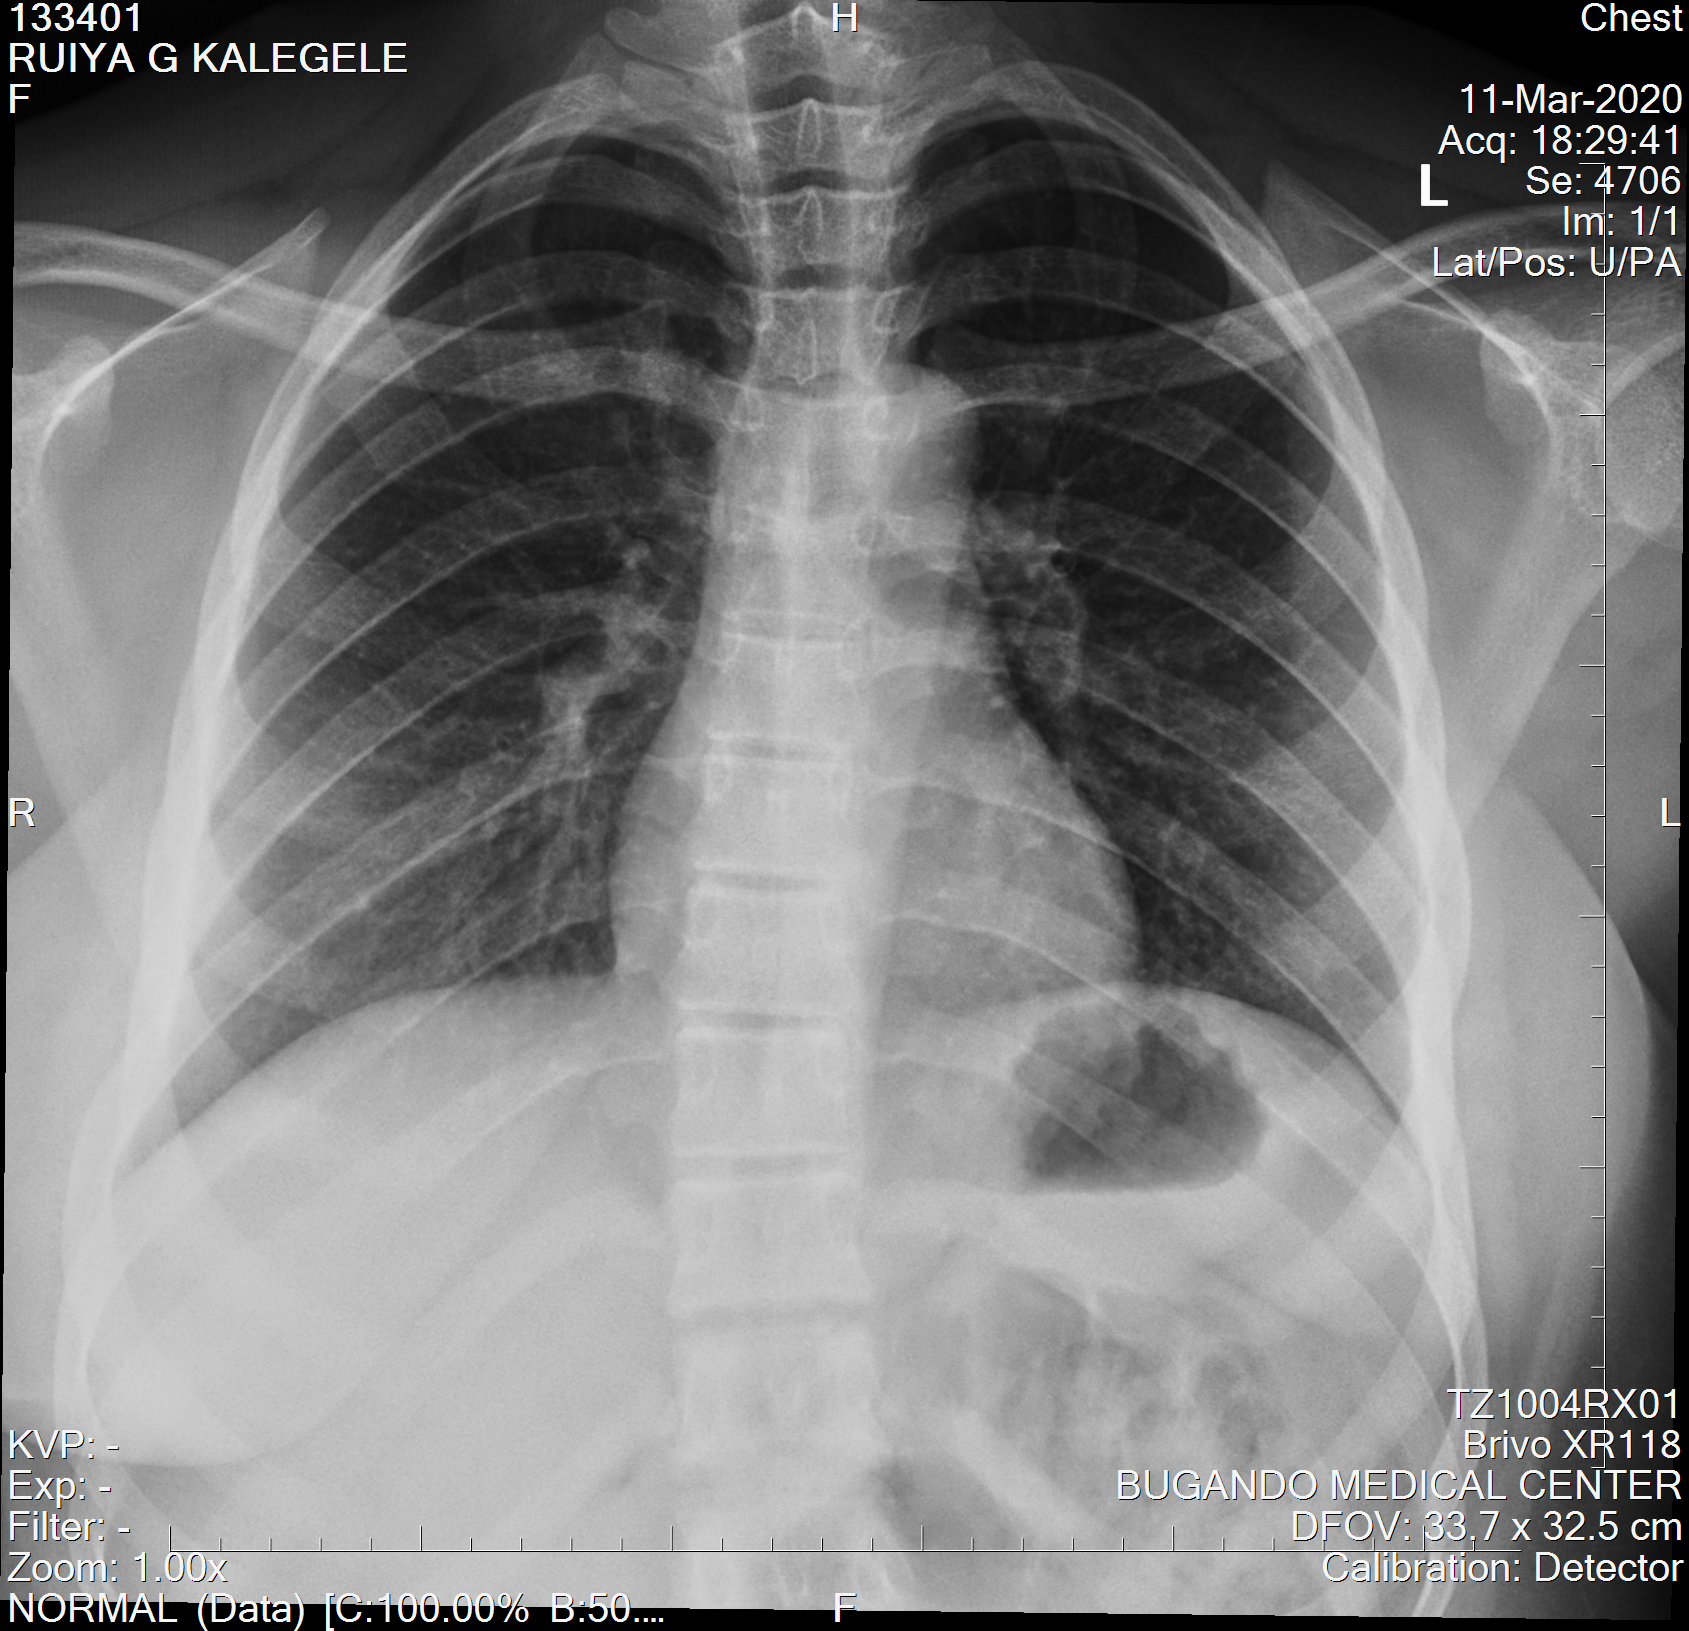 133401
RUIYA G KALEGELE
F
H
Chest
11-Mar-2020
Acq: 18:29:41
Se: 4706
Im: 1/1
Lat/Pos: U/PA
L
R
L
KVP: -
Exp: -
Filter: -
Zoom: 1.00x
NORMAL (Data) [C:100.00% B:50....
F
TZ1004RX01
Brivo XR118
BUGANDO MEDICAL CENTER
DFOV: 33.7 x 32.5 cm
Calibration: Detector